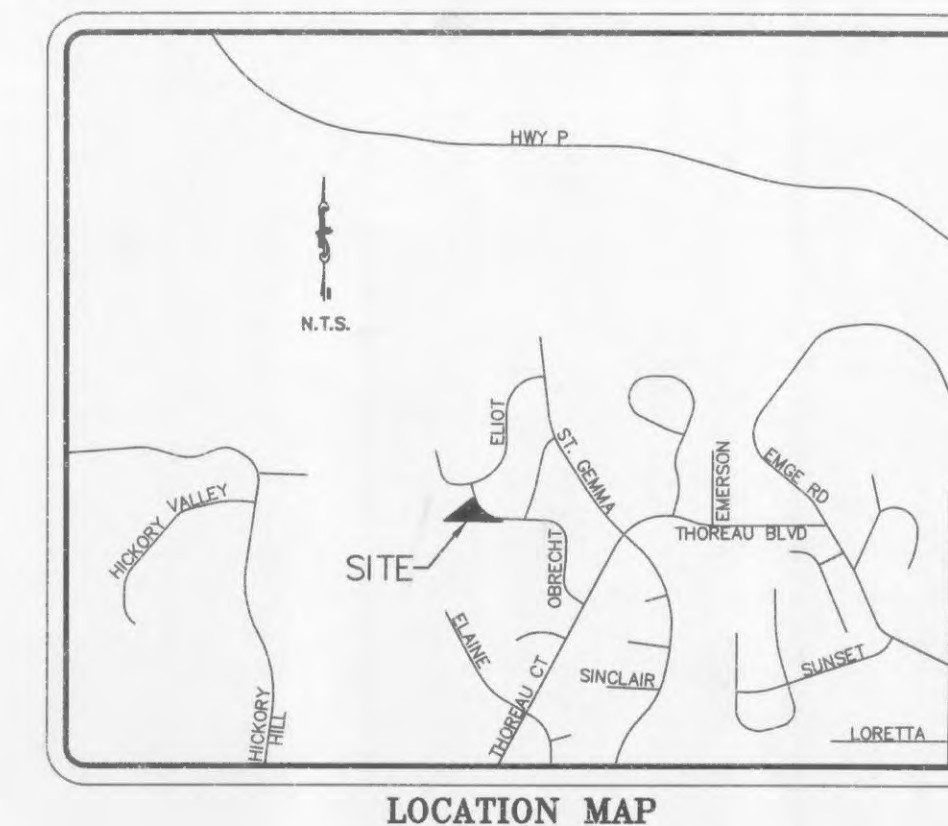 HWY P
N.T.S.
ELIOT
ST. GEMMA
EMERSON
EMGE RD
THOREAU BLVD
HICKORY VALLEY
SITE
OBRECHT
ELAINE
THOREAU CT
SINCLAIR
SUNSET
HICKORY
HILL
LORETTA
LOCATION MAP